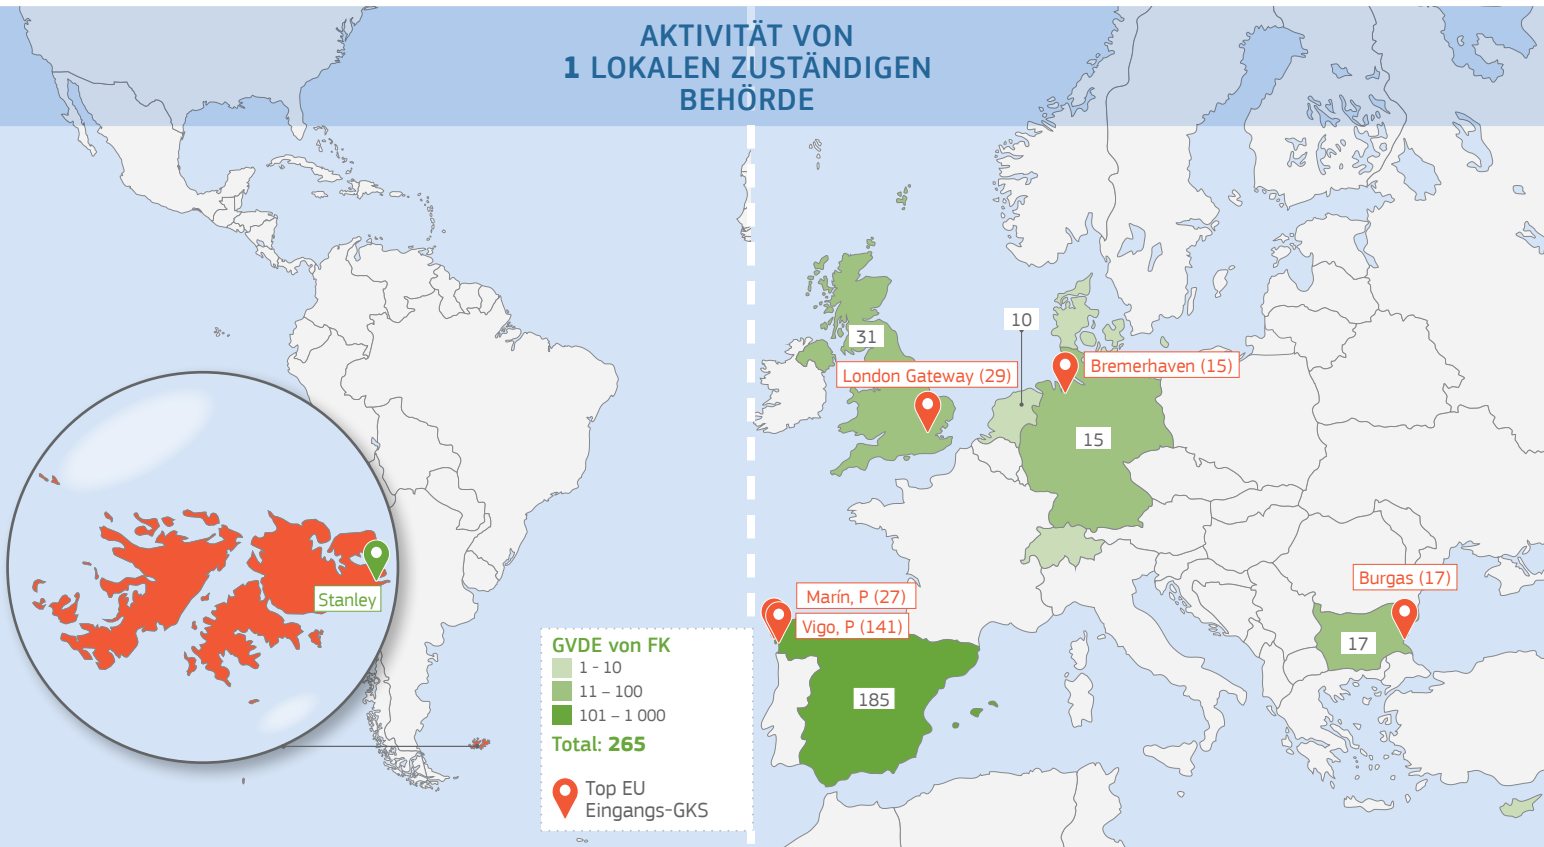 AKTIVITÄT VON
1 LOKALEN ZUSTÄNDIGEN
BEHÖRDE
10
31
London Gateway (29)
Bremerhaven (15)
15
Stanley
Marín, P (27)
Vigo, P (141)
Burgas (17)
17
185
GVDE von FK
1 - 10
11 – 100
101 – 1 000
Total: 265
Top EU
Eingangs-GKS